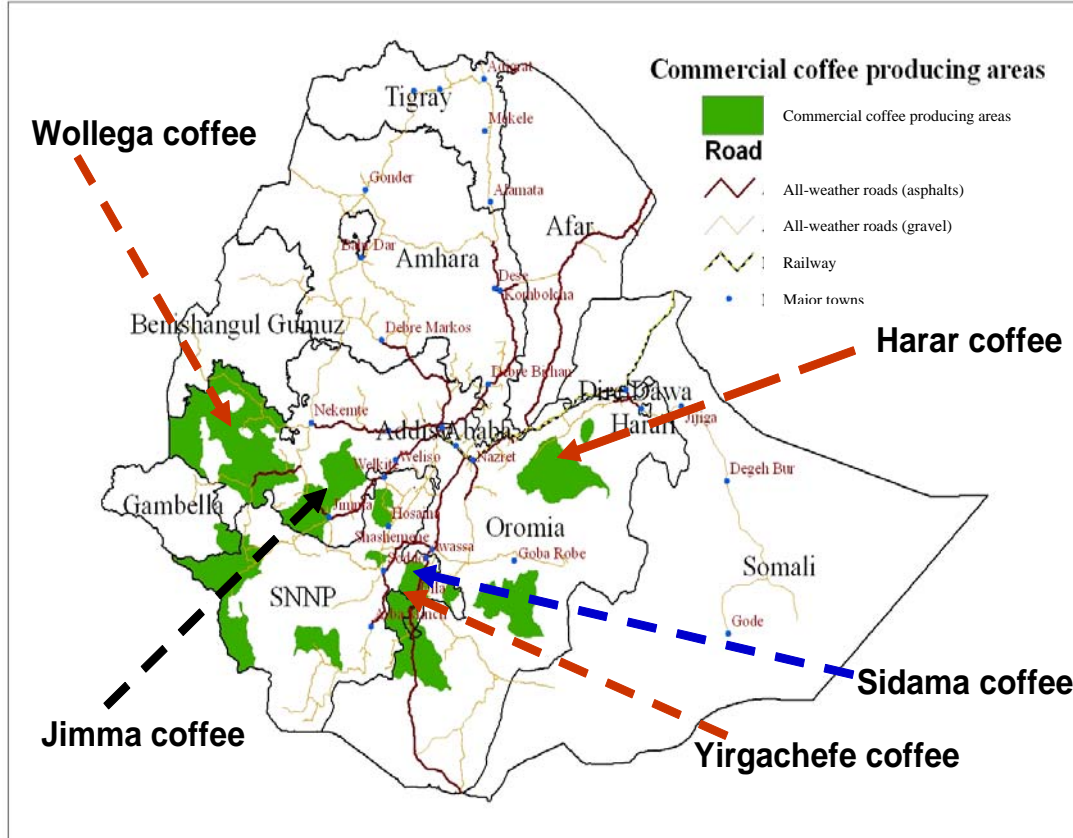 Commercial coffee producing areas
Commercial coffee producing areas
Road
All-weather roads (asphalts)
All-weather roads (gravel)
Railway
Major towns
Wollega coffee
Harar coffee
Sidama coffee
Yirgachefe coffee
Jimma coffee
Adigrat
Tigray
Mekele
Gonder
Alamata
Afar
Bahi Dar
Amhara
Dese
Kombolcha
Benishangul Gumuz
Debre Markos
Debre Birhan
Dire Dawa
Harari
Jijiga
Nekemte
Addis Ababa
Weliso
Nazret
Welkite
Degeh Bur
Gambella
Jimma
Hosaina
Oromia
Shashemene
Awassa
Goba Robe
Somali
SNNP
Gode